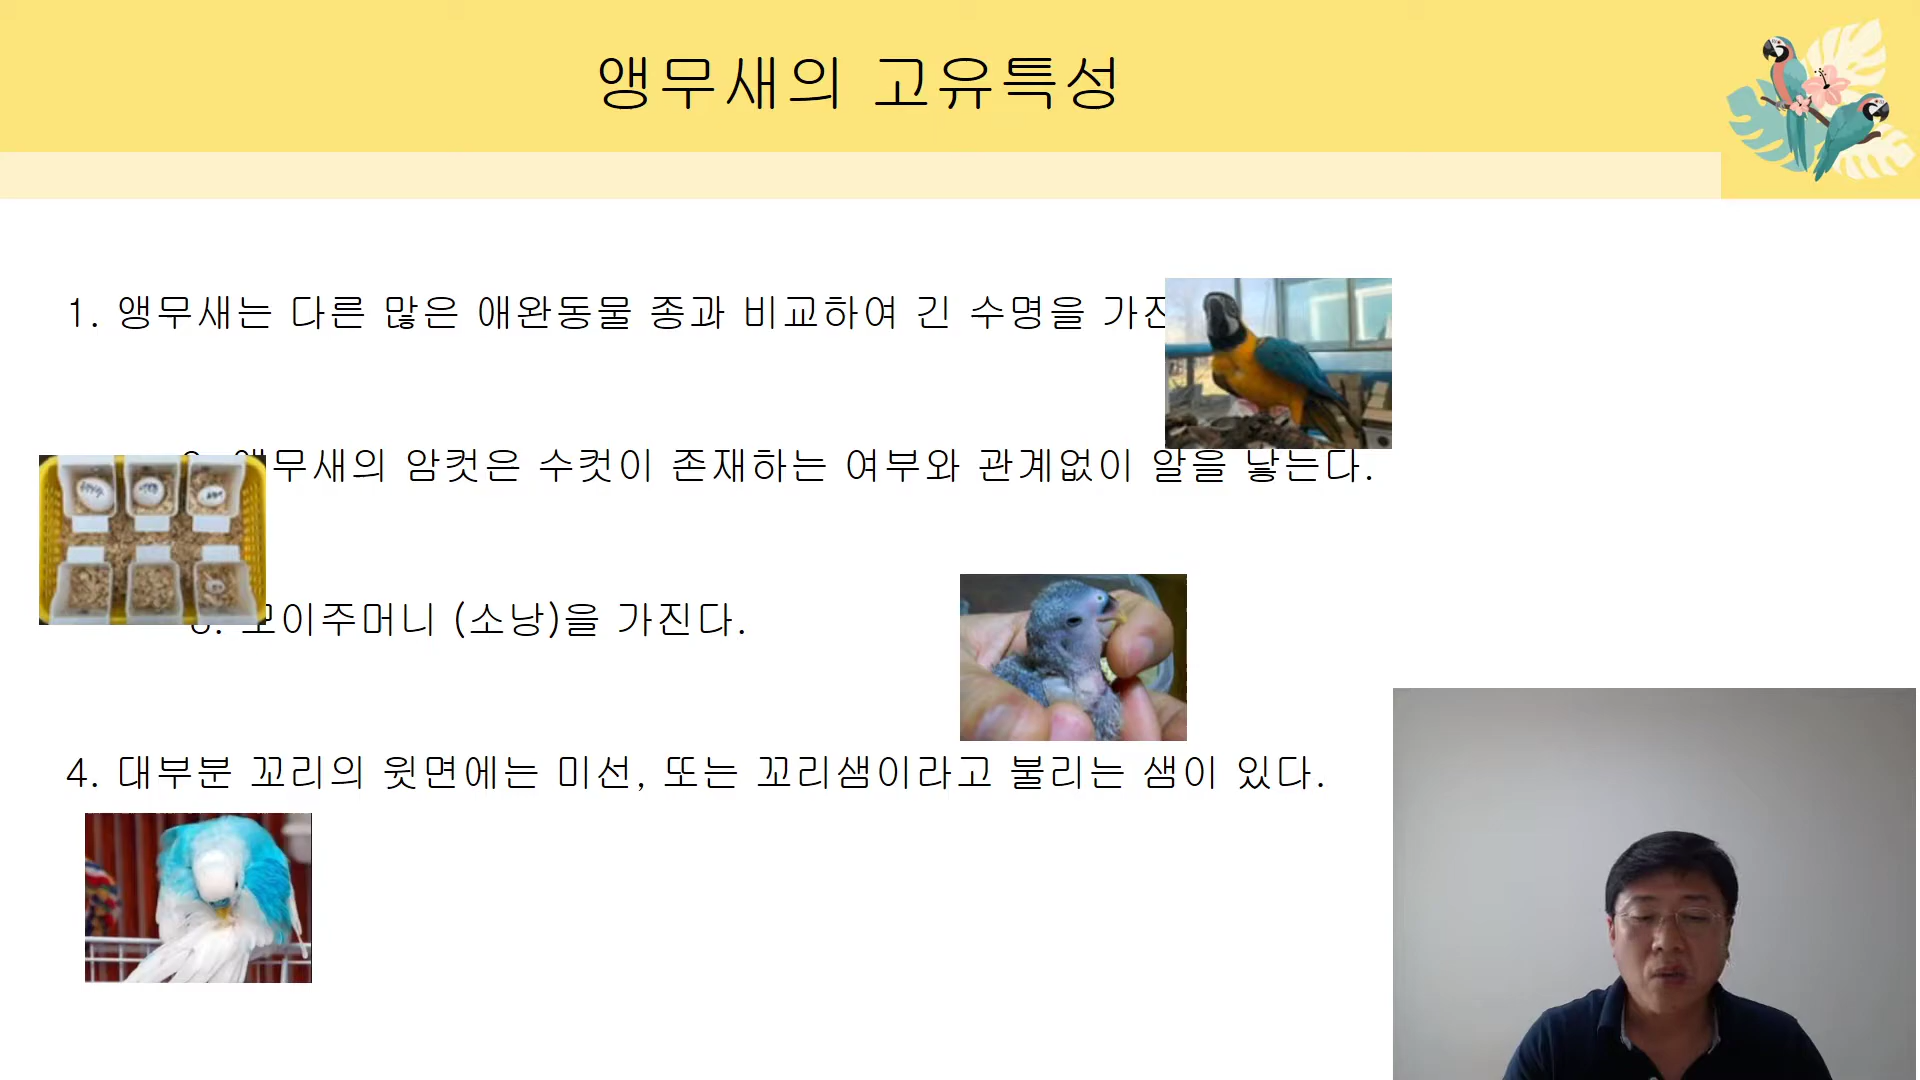 앵무새의 고유특성
1. 앵무새는 다른 많은 애완동물 종과 비교하여 긴 수명을
앵무새의 암컷은 수컷이 존재하는 여부와 관계없이 알을 낳는다.
모이주머니 (소낭)을 가진다.
4. 대부분 꼬리의 윗면에는 미선, 또는 꼬리샘이라고 불리는 샘이 있다.